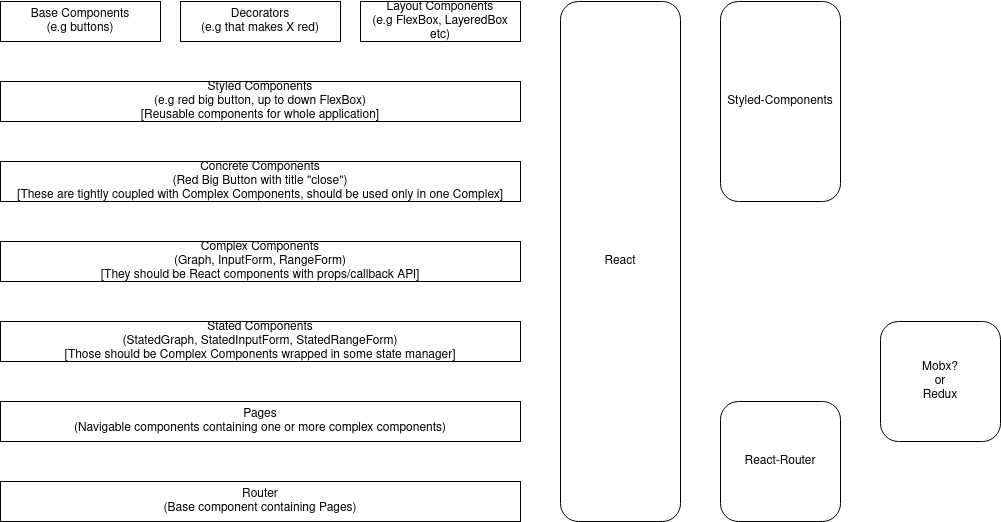 Base Components
(e.g buttons)
Decorators
(e.g that makes X red)
Layout Components
(e.g FlexBox, LayeredBox
etc)
Styled Components
(e.g red big button, up to down FlexBox)
[Reusable components for whole application]
Concrete Components
(Red Big Button with title "close")
[These are tightly coupled with Complex Components, should be used only in one Complex]
Complex Components
(Graph, InputForm, RangeForm)
[They should be React components with props/callback API]
Stated Components
(StatedGraph, StatedInputForm, StatedRangeForm)
[Those should be Complex Components wrapped in some state manager]
Pages
(Navigable components containing one or more complex components)
Router
(Base component containing Pages)
React
Styled-Components
React-Router
Mobx?
or
Redux